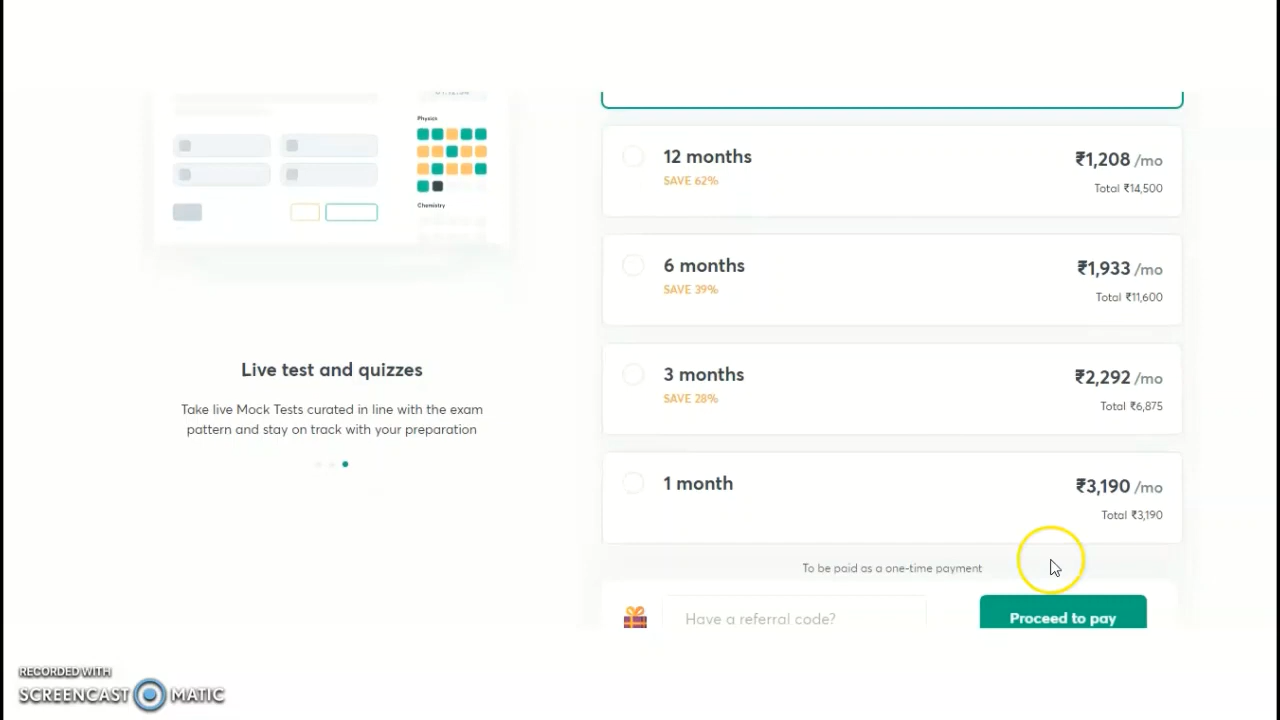 Physics
Chemistry
Live test and quizzes
Take live Mock Tests curated in line with the exam
pattern and stay on track with your preparation
12 months
SAVE 62%
₹1,208 /mo
Total ₹14,500
6 months
SAVE 39%
₹1,933 /mo
Total ₹11,600
3 months
SAVE 28%
₹2,292 /mo
Total ₹6,875
1 month
₹3,190 /mo
Total ₹3,190
To be paid as a one-time payment
Have a referral code?
Proceed to pay
RECORDED WITH
SCREENCAST MATIC